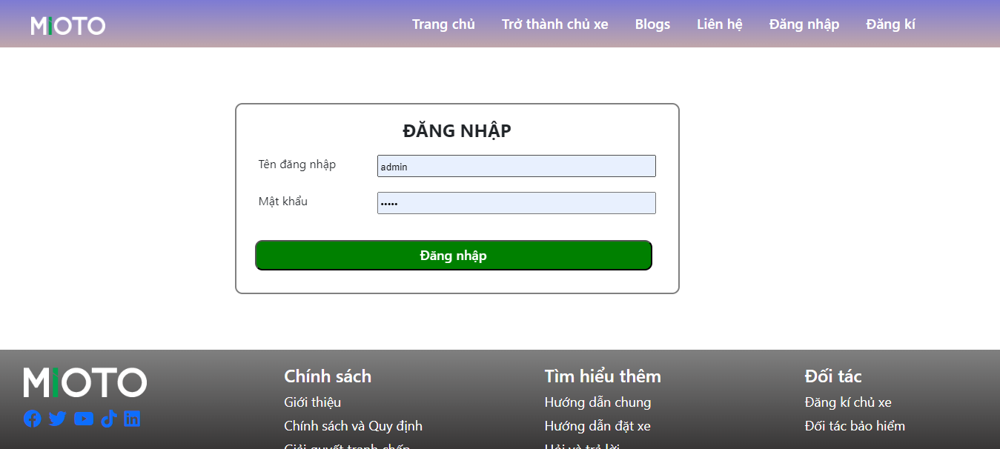 MIOTO
Trang chủ Trở thành chủ xe Blogs Liên hệ Đăng nhập Đăng kí
ĐĂNG NHẬP
Tên đăng nhập admin
Mật khẩu •••••
Đăng nhập
MIOTO
Chính sách Tìm hiểu thêm Đối tác
Giới thiệu Hướng dẫn chung Đăng kí chủ xe
Chính sách và Quy định Hướng dẫn đặt xe Đối tác bảo hiểm
Giải quyết tranh chấp Hỏi và trả lời